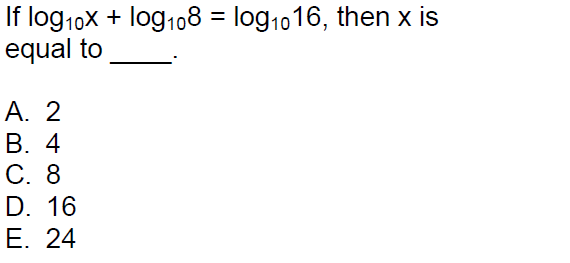 If log₁₀x + log₁₀8 = log₁₀16, then x is
equal to ____.
A. 2
B. 4
C. 8
D. 16
E. 24